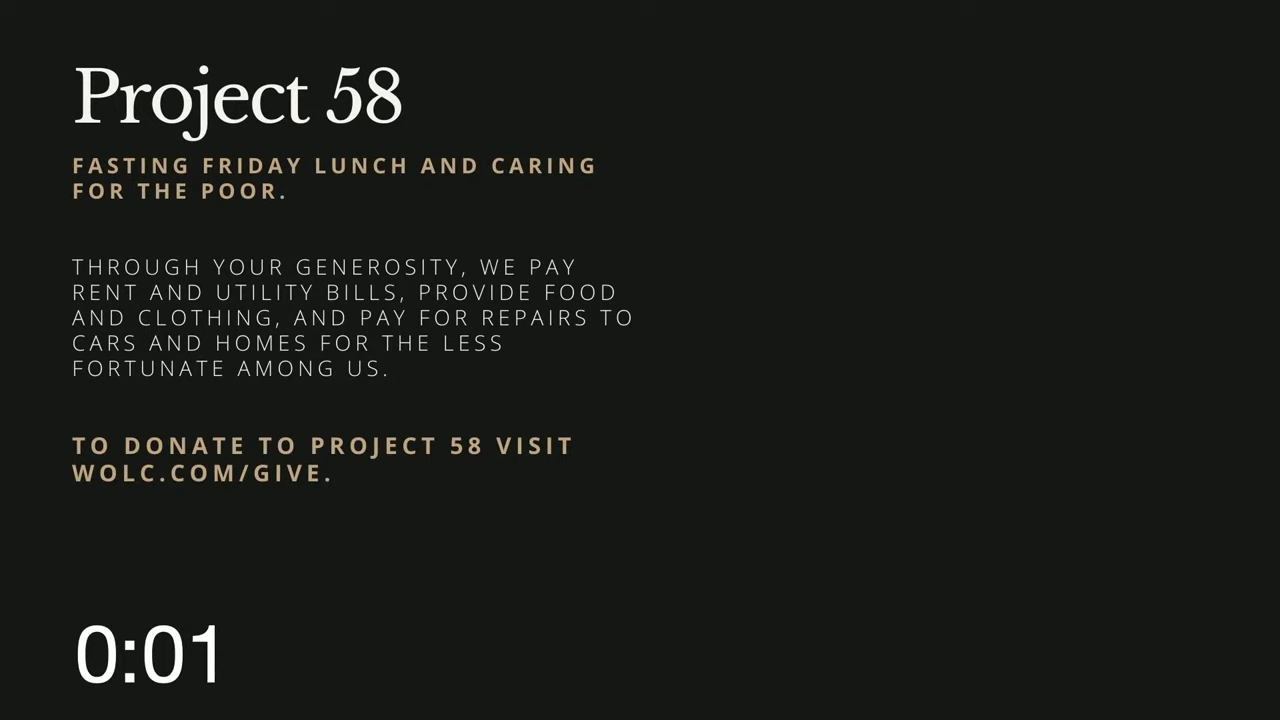 Project 58
FASTING FRIDAY LUNCH AND CARING
FOR THE POOR.
THROUGH YOUR GENEROSITY, WE PAY
RENT AND UTILITY BILLS, PROVIDE FOOD
AND CLOTHING, AND PAY FOR REPAIRS TO
CARS AND HOMES FOR THE LESS
FORTUNATE AMONG US.
TO DONATE TO PROJECT 58 VISIT
WOLC.COM/GIVE.
0:01